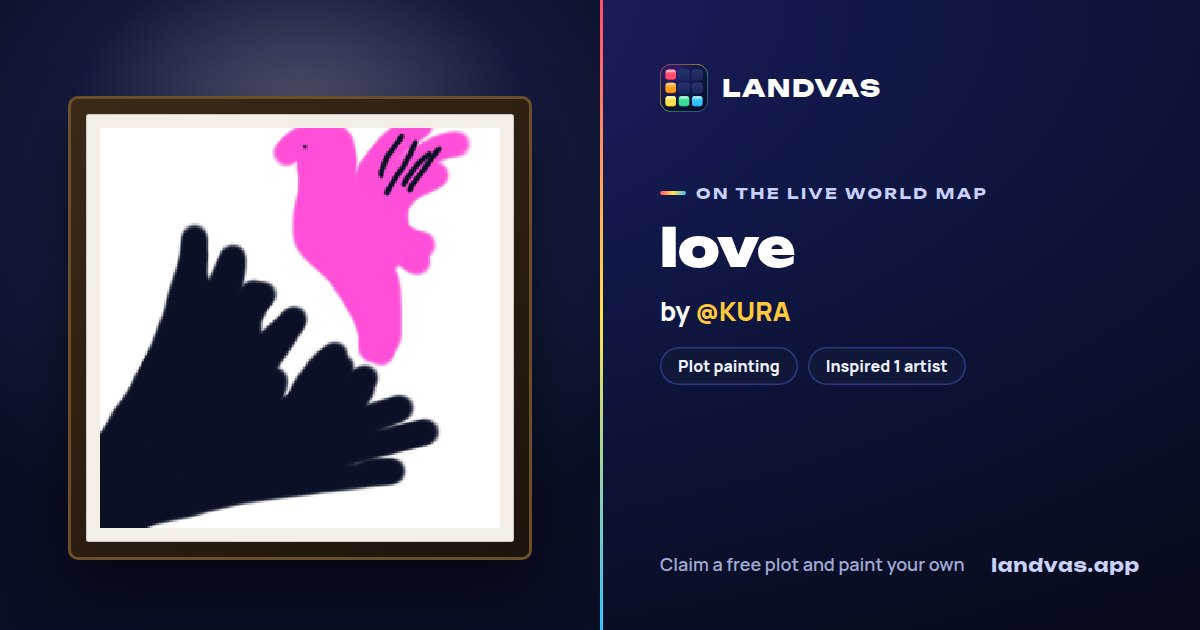 LANDVAS
ON THE LIVE WORLD MAP
love
by @KURA
Plot painting
Inspired 1 artist
Claim a free plot and paint your own
landvas.app